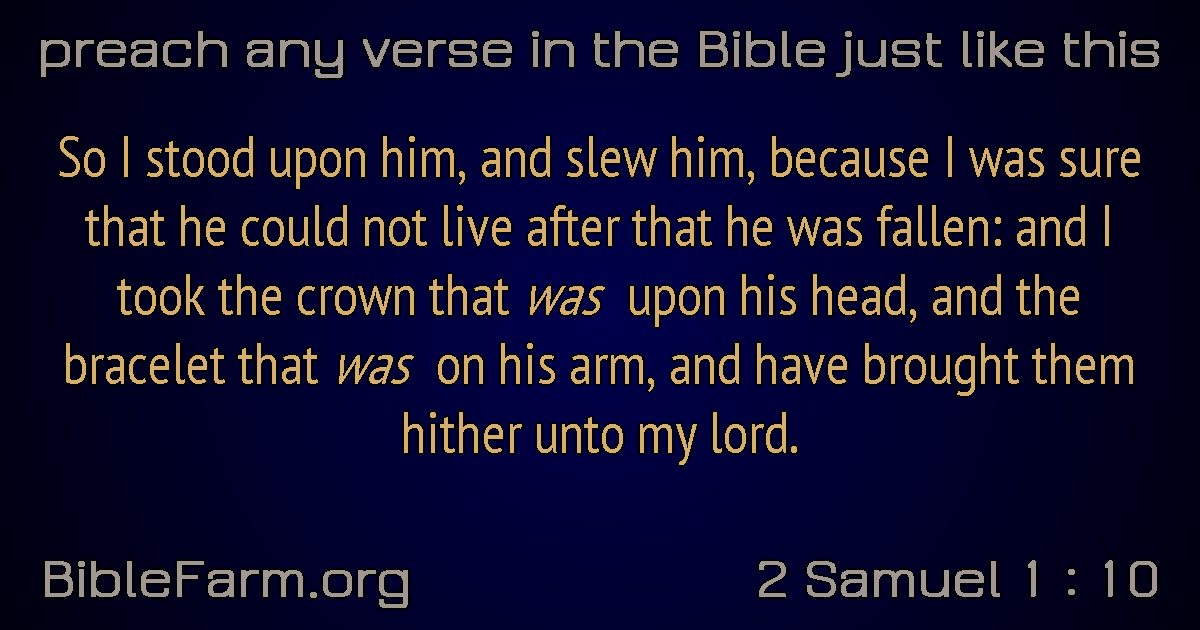 preach any verse in the Bible just like this
So I stood upon him, and slew him, because I was sure
that he could not live after that he was fallen: and I
took the crown that was upon his head, and the
bracelet that was on his arm, and have brought them
hither unto my lord.
BibleFarm.org
2 Samuel 1 : 10